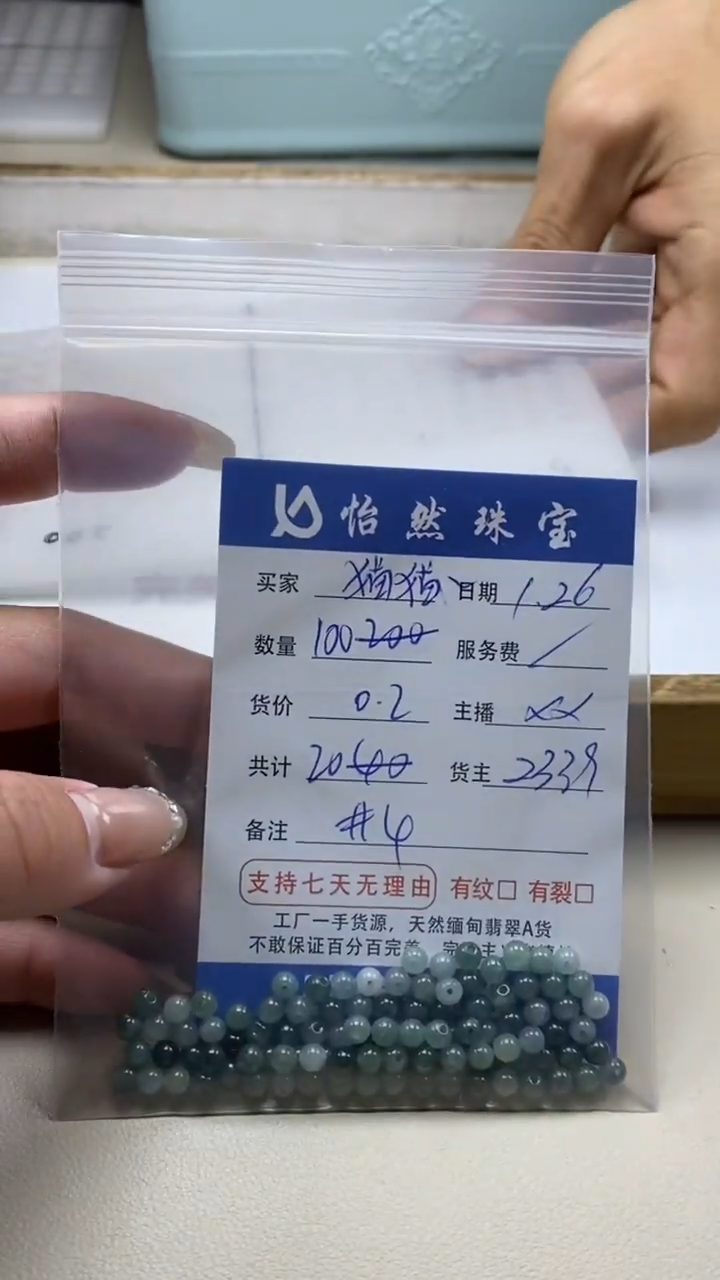 怡然珠宝
买家 猫猫 日期 1.26
数量 100 200 服务费 /
货价 0.2 主播 xx
共计 20 40 货主 2339
备注 #4
支持七天无理由 有纹□ 有裂□
工厂一手货源，天然缅甸翡翠A货
不敢保证百分百完美